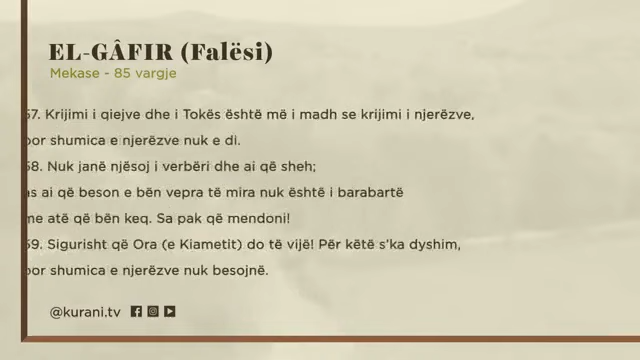 EL-GÂFIR (Falësi)
Mekase - 85 vargje
57. Krijimi i qiejve dhe i Tokës është më i madh se krijimi i njerëzve,
por shumica e njerëzve nuk e di.
58. Nuk janë njësoj i verbëri dhe ai që sheh;
as ai që beson e bën vepra të mira nuk është i barabartë
me atë që bën keq. Sa pak që mendoni!
59. Sigurisht që Ora (e Kiametit) do të vijë! Për këtë s'ka dyshim,
por shumica e njerëzve nuk besojnë.
@kurani.tv